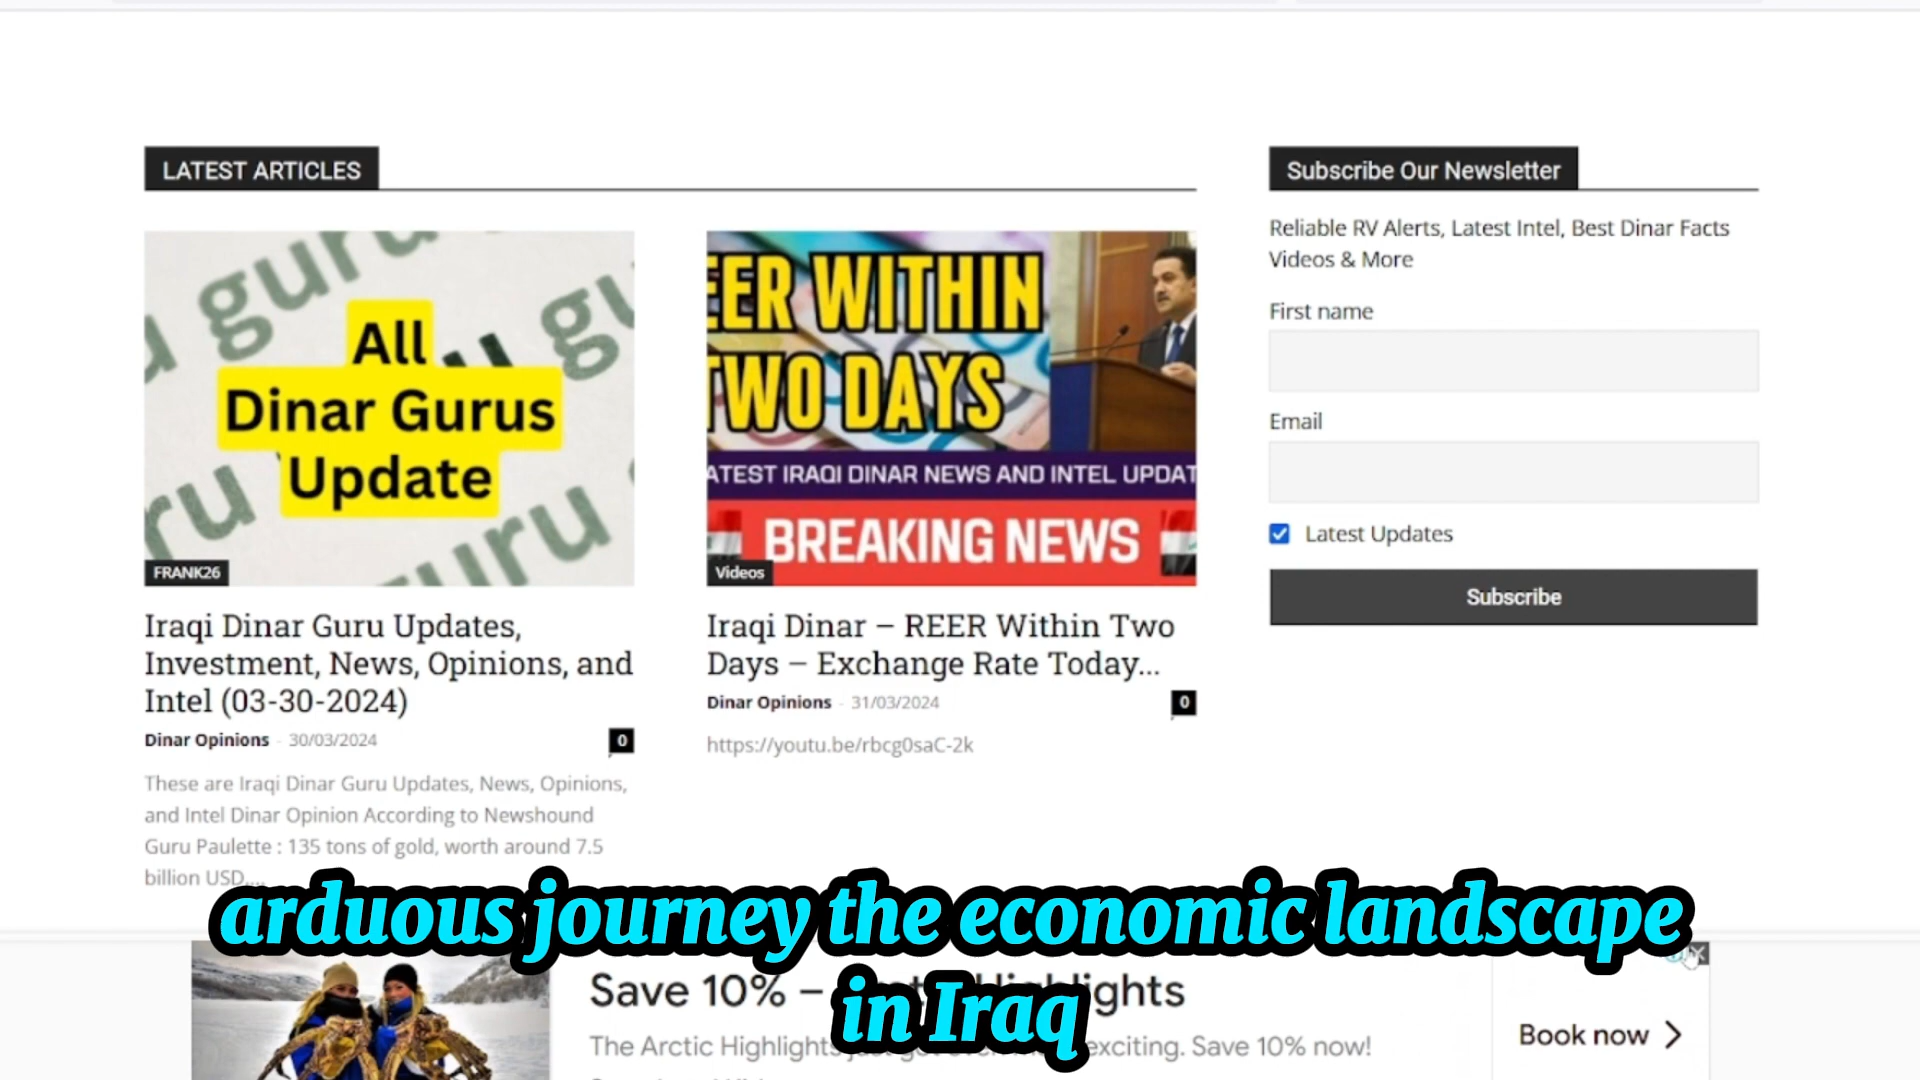 LATEST ARTICLES
guru
gu
u
ru
guru
All
Dinar Gurus
Update
FRANK26
Iraqi Dinar Guru Updates,
Investment, News, Opinions, and
Intel (03-30-2024)
Dinar Opinions - 30/03/2024
0
These are Iraqi Dinar Guru Updates, News, Opinions,
and Intel Dinar Opinion According to Newshound
Guru Paulette : 135 tons of gold, worth around 7.5
billion USD....
EER WITHIN
TWO DAYS
ATEST IRAQI DINAR NEWS AND INTEL UPDAT
BREAKING NEWS
Videos
Iraqi Dinar – REER Within Two
Days – Exchange Rate Today...
Dinar Opinions - 31/03/2024
0
https://youtu.be/rbcg0saC-2k
Subscribe Our Newsletter
Reliable RV Alerts, Latest Intel, Best Dinar Facts
Videos & More
First name
Email
Latest Updates
Subscribe
arduous journey the economic landscape
in Iraq
Save 10% – Highlights
The Arctic Highlights exciting. Save 10% now!
Book now